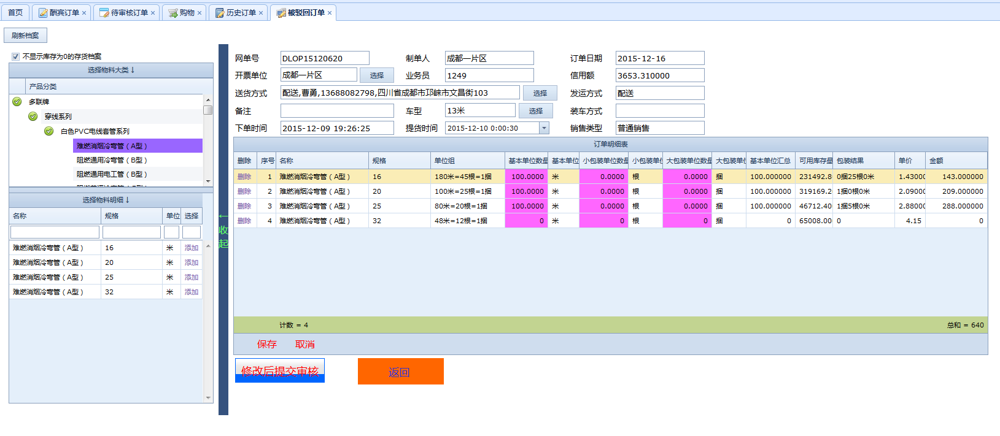 首页 酬宾订单 × 待审核订单 × 购物 × 历史订单 × 被驳回订单 ×
刷新档案
不显示库存为0的存货档案
选择物料大类↓
产品分类
多联牌
穿线系列
白色PVC电线套管系列
难燃消烟冷弯管（A型）
阻燃通用冷弯管（B型）
阻燃通用电工管（B型）
选择物料明细↓
名称 规格 单位 选择
难燃消烟冷弯管（A型） 16 米 添加
难燃消烟冷弯管（A型） 20 米 添加
难燃消烟冷弯管（A型） 25 米 添加
难燃消烟冷弯管（A型） 32 米 添加
←
收
起
网单号 DLOP15120620 制单人 成都一片区 订单日期 2015-12-16
开票单位 成都一片区 选择 业务员 1249 信用额 3653.310000
送货方式 配送,曹勇,13688082798,四川省成都市邛崃市文昌街103 选择 发运方式 配送
备注 车型 13米 选择 装车方式
下单时间 2015-12-09 19:26:25 提货时间 2015-12-10 0:00:30 销售类型 普通销售
订单明细表
删除 序号 名称 规格 单位组 基本单位数量 基本单位 小包装单位数量 小包装单位 大包装单位数量 大包装单位 基本单位汇总 可用库存量 包装结果 单价 金额
删除 1 难燃消烟冷弯管（A型） 16 180米=45根=1捆 100.0000 米 0.0000 根 0.0000 捆 100.000000 231492.8 0捆25根0米 1.43000 143.000000
删除 2 难燃消烟冷弯管（A型） 20 100米=25根=1捆 100.0000 米 0.0000 根 0.0000 捆 100.000000 319169.2 1捆0根0米 2.09000 209.000000
删除 3 难燃消烟冷弯管（A型） 25 80米=20根=1捆 100.0000 米 0.0000 根 0.0000 捆 100.000000 46712.40 1捆5根0米 2.88000 288.000000
删除 4 难燃消烟冷弯管（A型） 32 48米=12根=1捆 0 米 0 根 0 捆 0 65008.00 0 4.15 0
计数 = 4 总和 = 640
保存 取消
修改后提交审核 返回